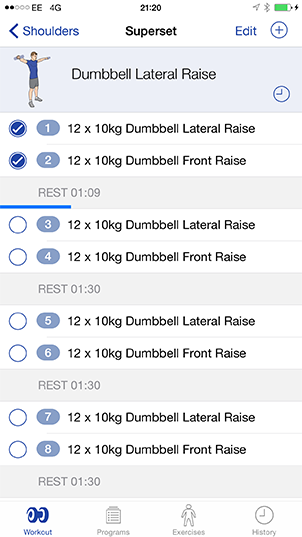 EE 4G 21:20
Shoulders Superset Edit
Dumbbell Lateral Raise
1 12 x 10kg Dumbbell Lateral Raise
2 12 x 10kg Dumbbell Front Raise
REST 01:09
3 12 x 10kg Dumbbell Lateral Raise
4 12 x 10kg Dumbbell Front Raise
REST 01:30
5 12 x 10kg Dumbbell Lateral Raise
6 12 x 10kg Dumbbell Front Raise
REST 01:30
7 12 x 10kg Dumbbell Lateral Raise
8 12 x 10kg Dumbbell Front Raise
REST 01:30
Workout Programs Exercises History